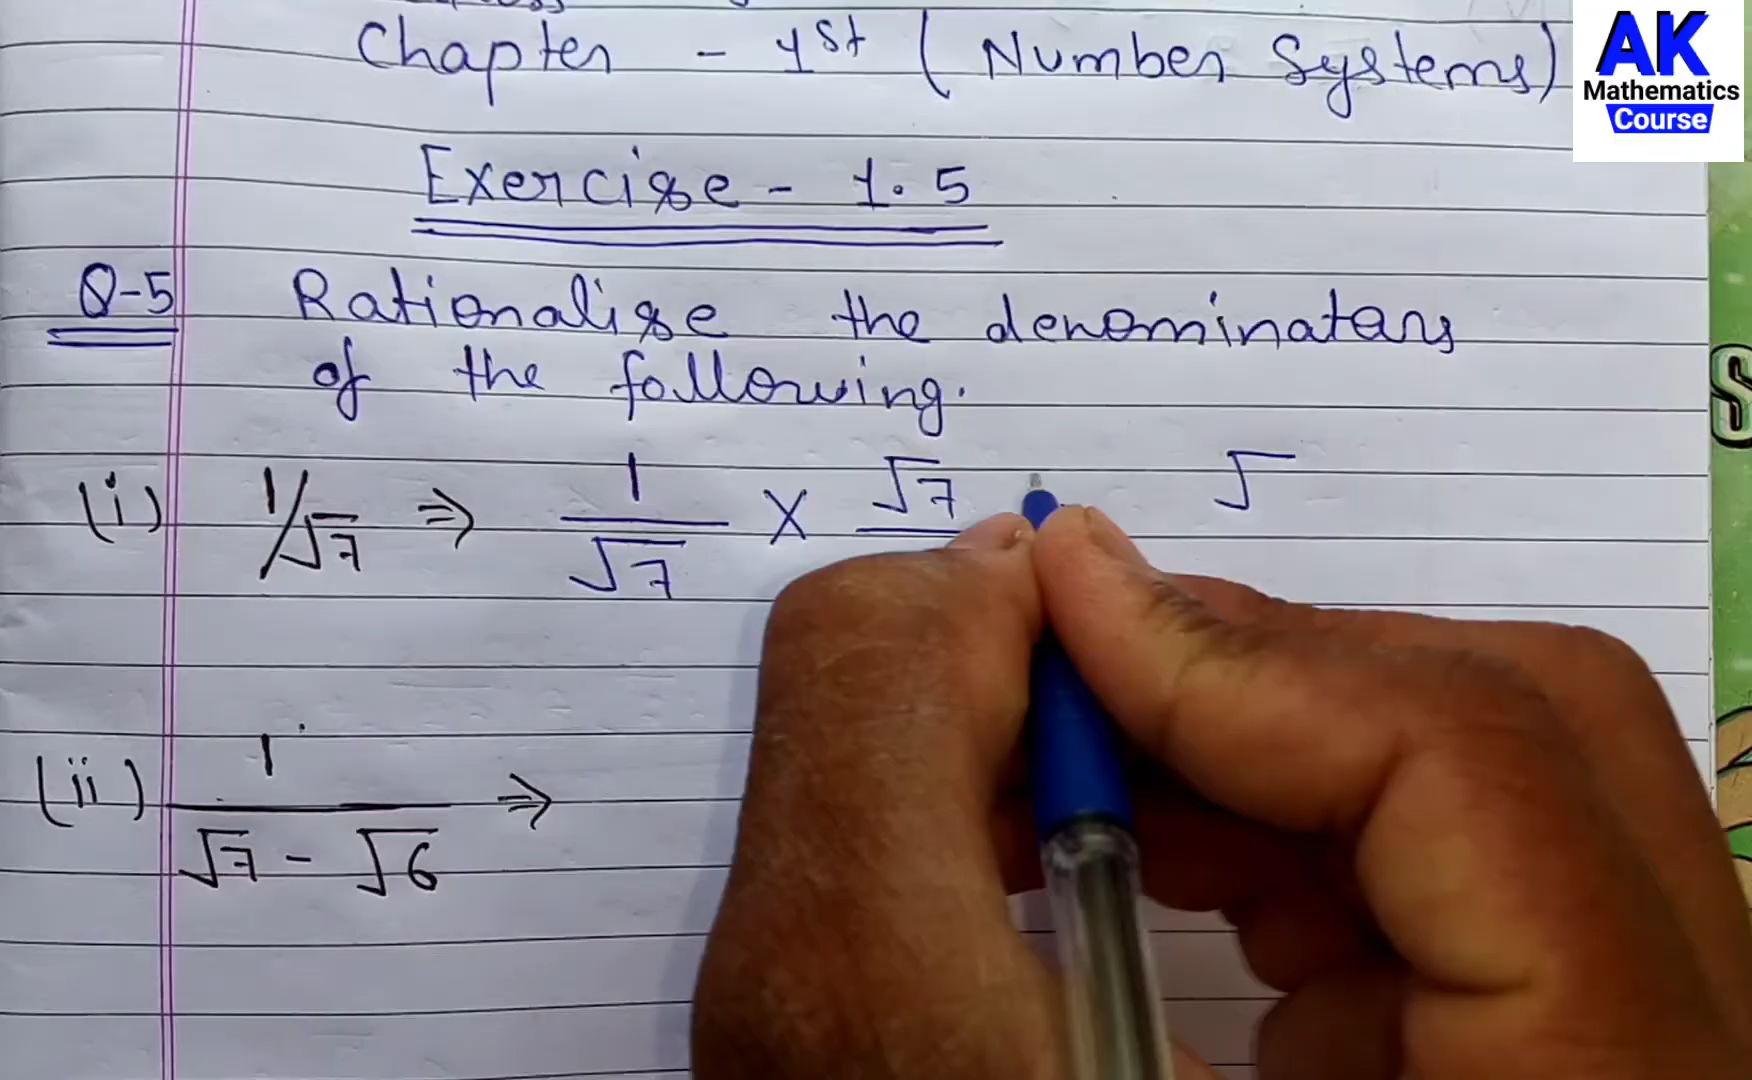 Chapter - 1st (Number Systems)
AK
Mathematics
Course
Exercise - 1.5
Q-5 Rationalise the denominators
of the following.
(i) 1/√7 ⇒ 1/√7 × √7 √
(ii) 1/√7 - √6 ⇒
S